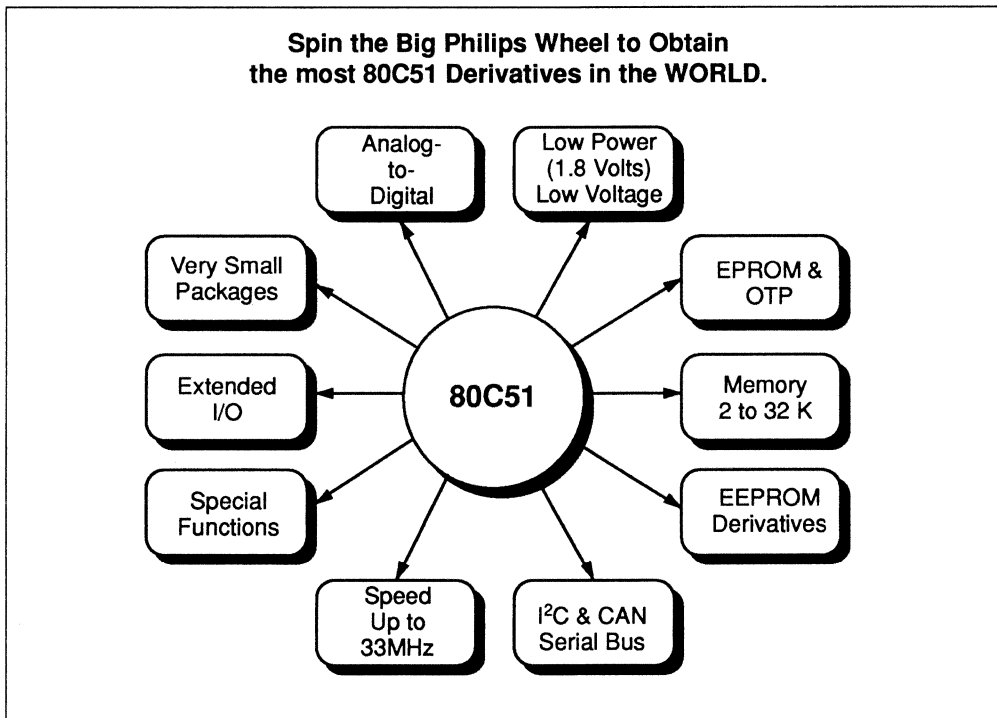 Spin the Big Philips Wheel to Obtain
the most 80C51 Derivatives in the WORLD.
Analog-
to-
Digital
Low Power
(1.8 Volts)
Low Voltage
Very Small
Packages
EPROM &
OTP
Extended
I/O
80C51
Memory
2 to 32 K
Special
Functions
EEPROM
Derivatives
Speed
Up to
33MHz
I²C & CAN
Serial Bus